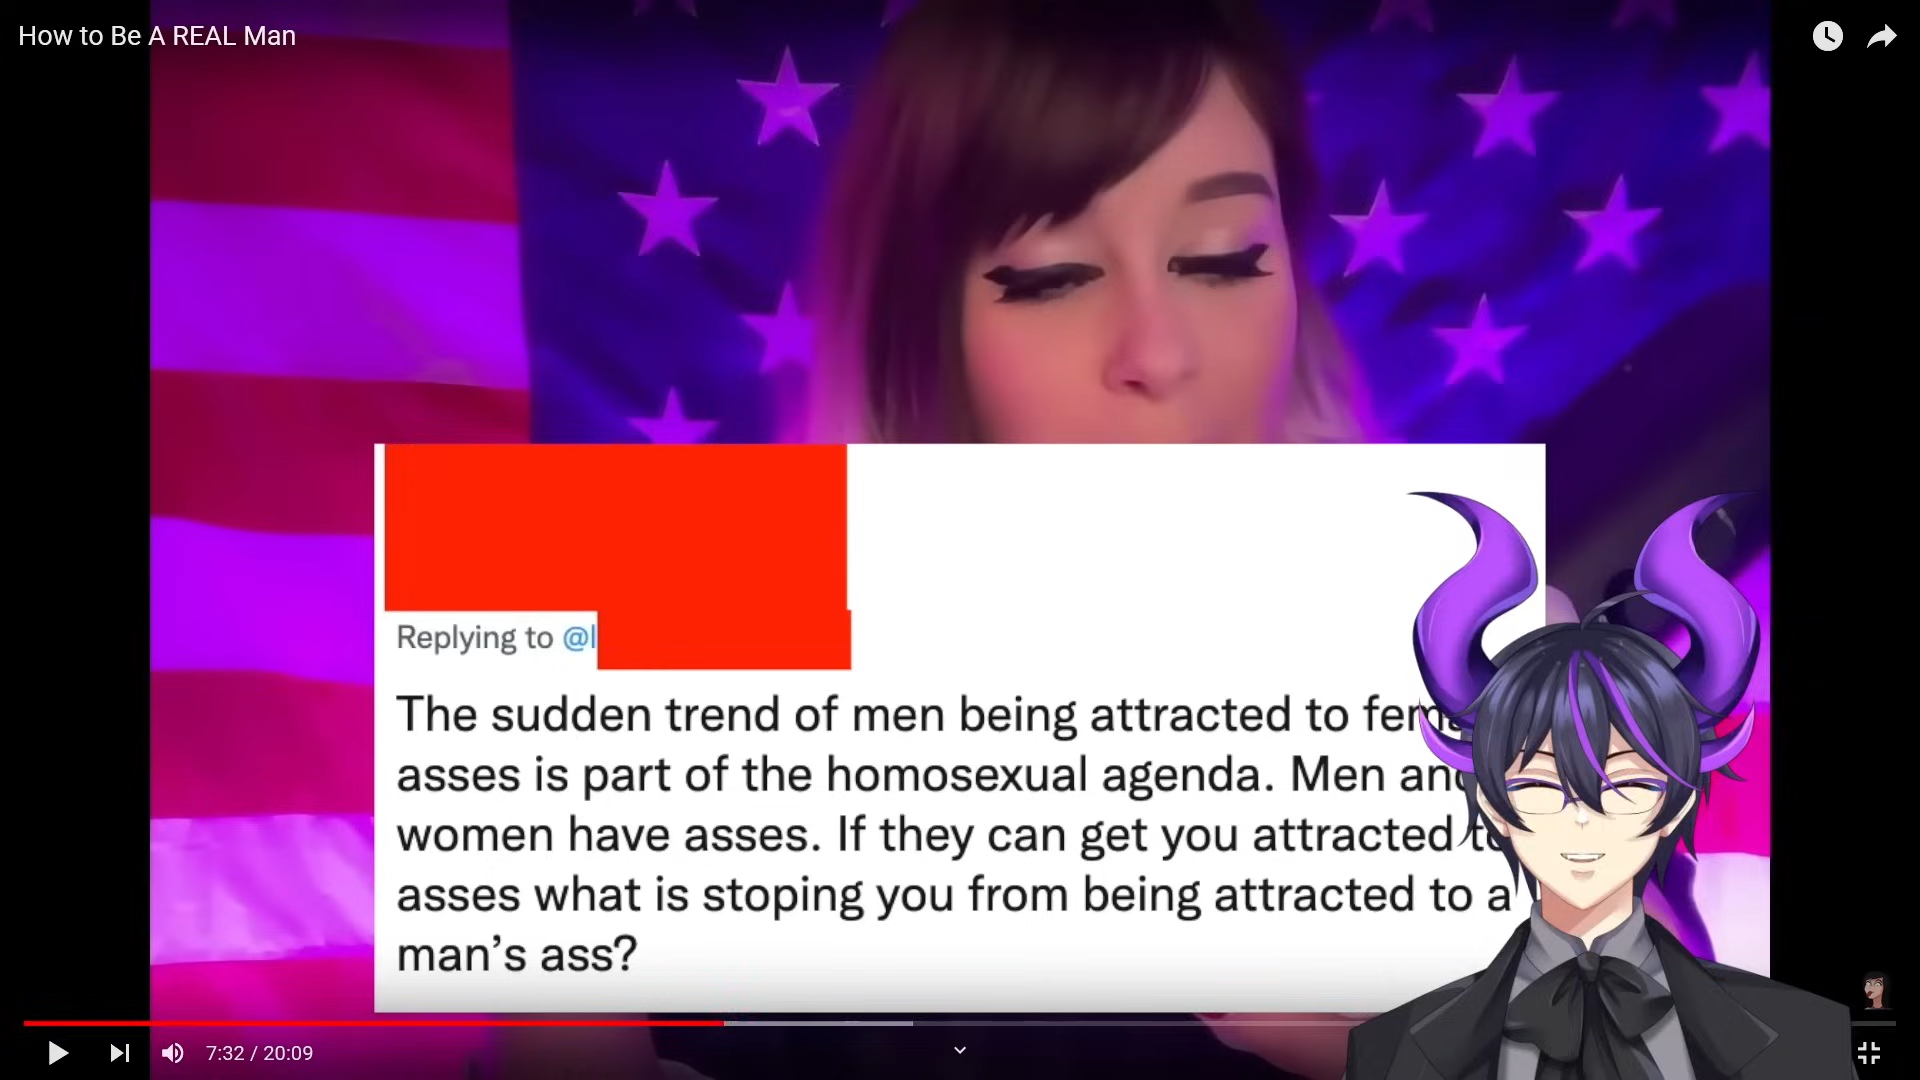 How to Be A REAL Man
Replying to @l
The sudden trend of men being attracted to
asses is part of the homosexual agenda. Men
women have asses. If they can get you attracted
asses what is stoping you from being attracted to a
man’s ass?
7:32 / 20:09